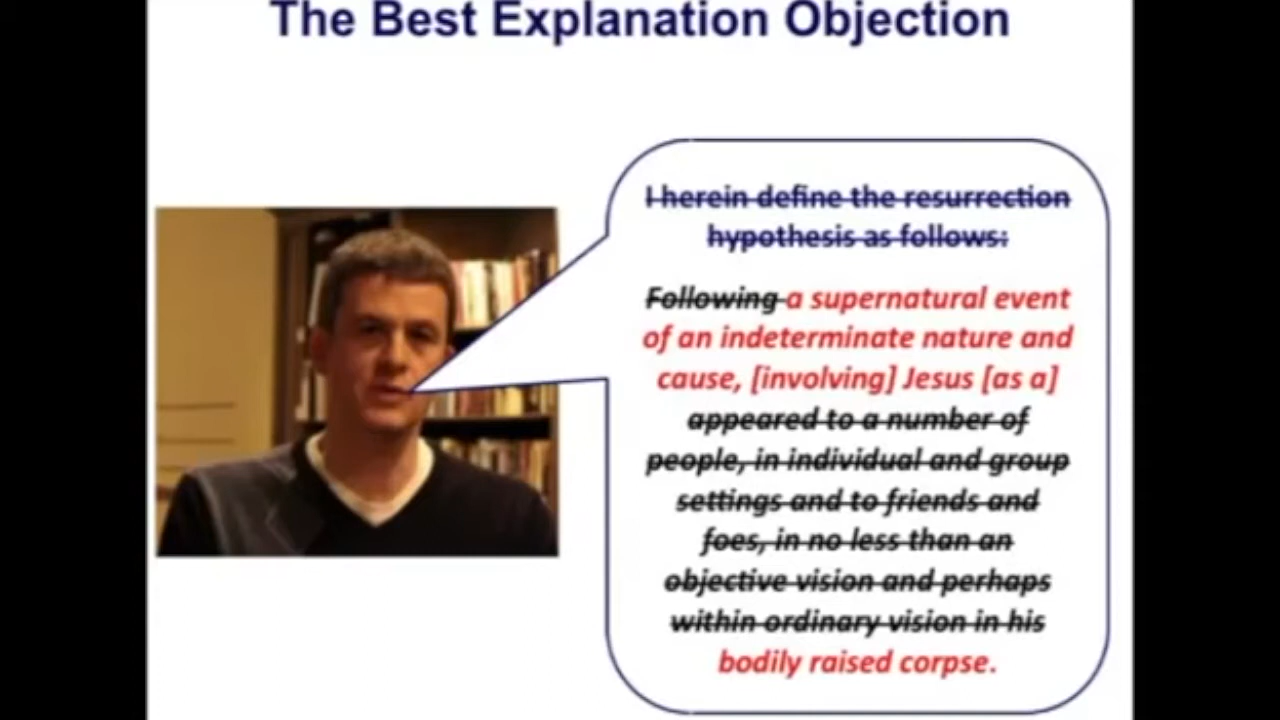 The Best Explanation Objection
I herein define the resurrection
hypothesis as follows:
Following a supernatural event
of an indeterminate nature and
cause, [involving] Jesus [as a]
appeared to a number of
people, in individual and group
settings and to friends and
foes, in no less than an
objective vision and perhaps
within ordinary vision in his
bodily raised corpse.